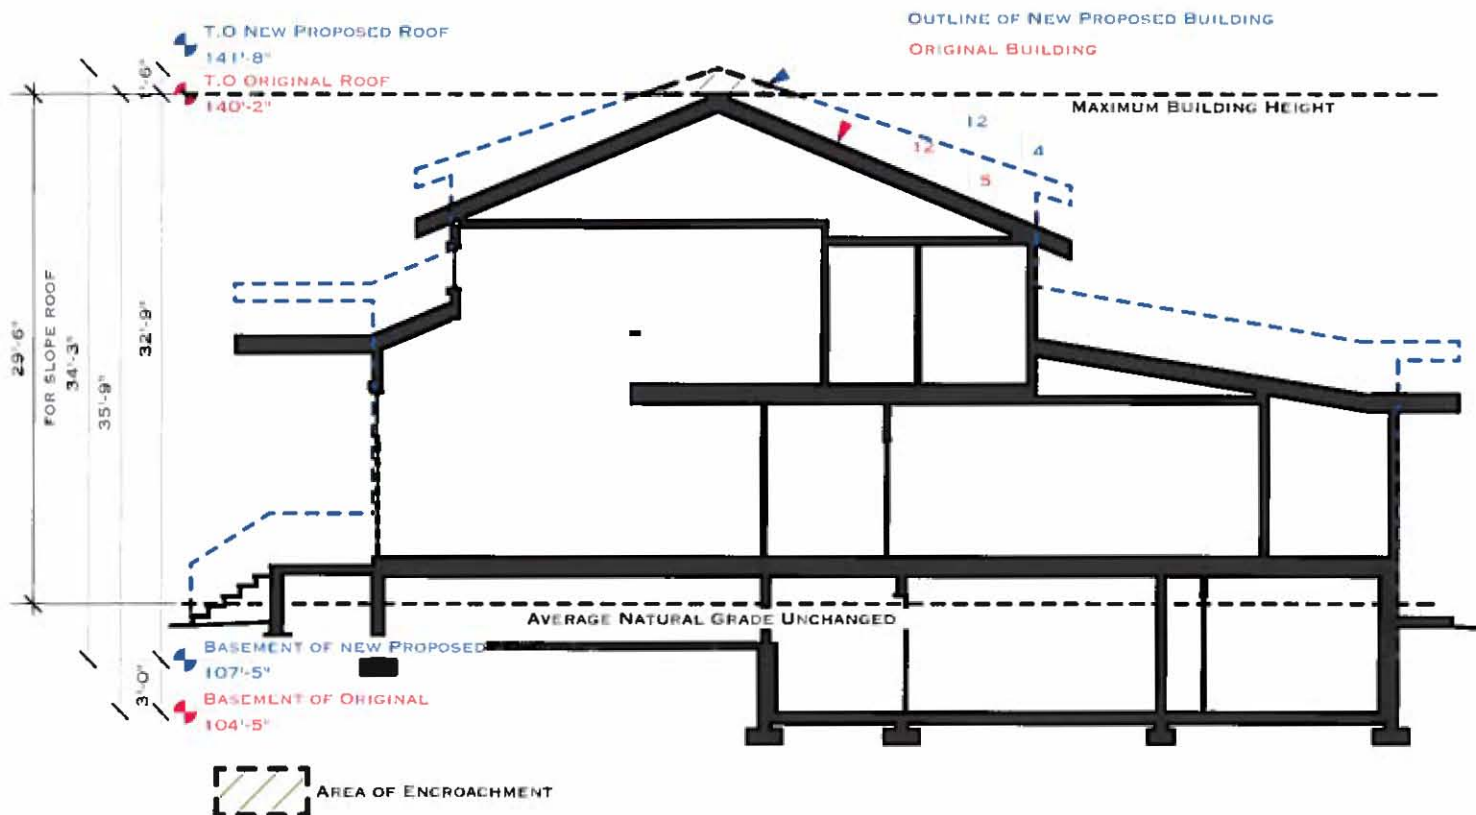 OUTLINE OF NEW PROPOSED BUILDING
ORIGINAL BUILDING
T.O NEW PROPOSED ROOF
141'-8"
T.O ORIGINAL ROOF
140'-2"
MAXIMUM BUILDING HEIGHT
12
4
12
5
29'-6"
FOR SLOPE ROOF
34'-3"
35'-9"
32'-9"
AVERAGE NATURAL GRADE UNCHANGED
BASEMENT OF NEW PROPOSED
107'-5"
BASEMENT OF ORIGINAL
104'-5"
3'-0"
AREA OF ENCROACHMENT